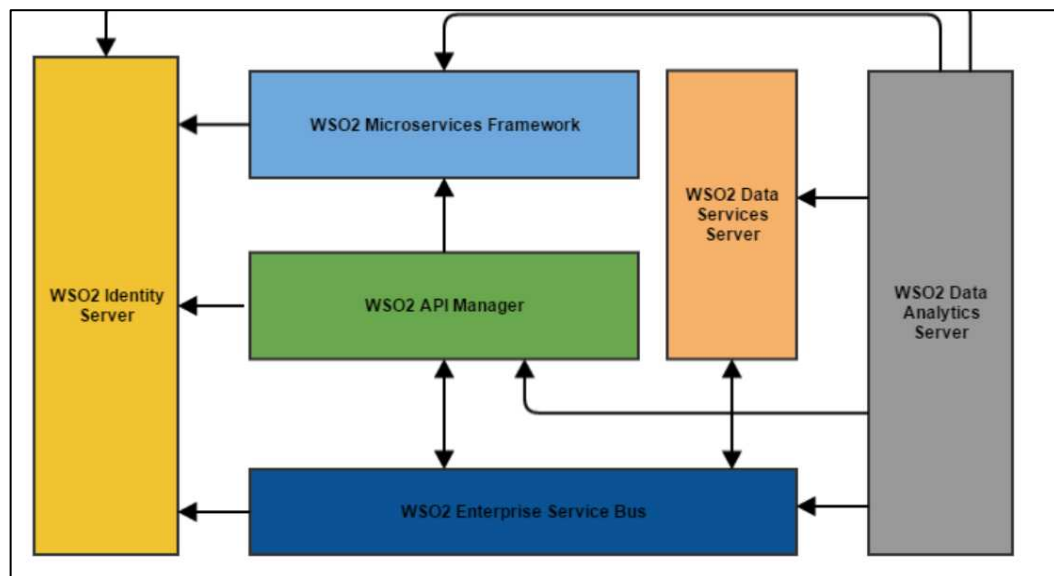 WSO2 Microservices Framework
WSO2 Data
Services
Server
WSO2 Identity
Server
WSO2 API Manager
WSO2 Data
Analytics
Server
WSO2 Enterprise Service Bus